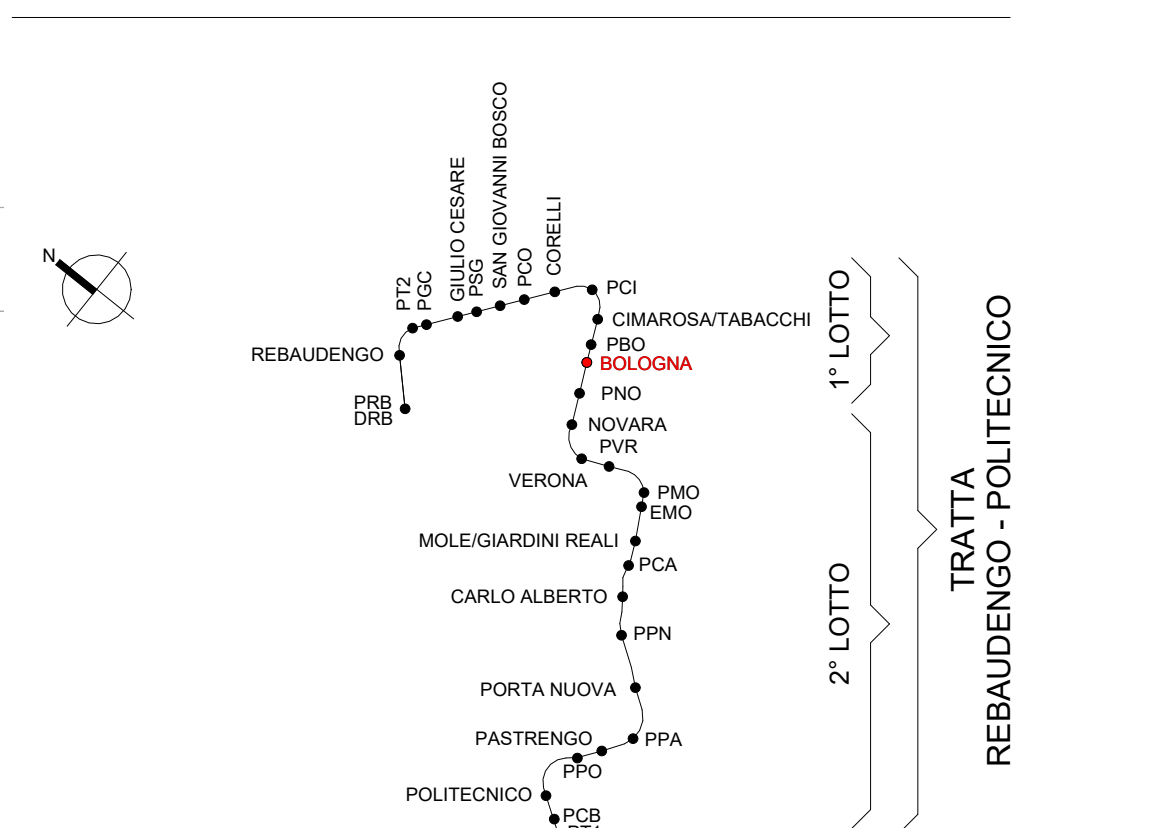 SAN GIOVANNI BOSCO
GIULIO CESARE
CORELLI
PSG
PCO
PT2
PGC
N
PCI
CIMAROSA/TABACCHI
PBO
BOLOGNA
REBAUDENGO
PRB
DRB
PNO
NOVARA
PVR
VERONA
PMO
EMO
MOLE/GIARDINI REALI
PCA
CARLO ALBERTO
PPN
PORTA NUOVA
PASTRENGO
PPA
PPO
POLITECNICO
PCB
PT1
1° LOTTO
2° LOTTO
TRATTA
REBAUDENGO - POLITECNICO